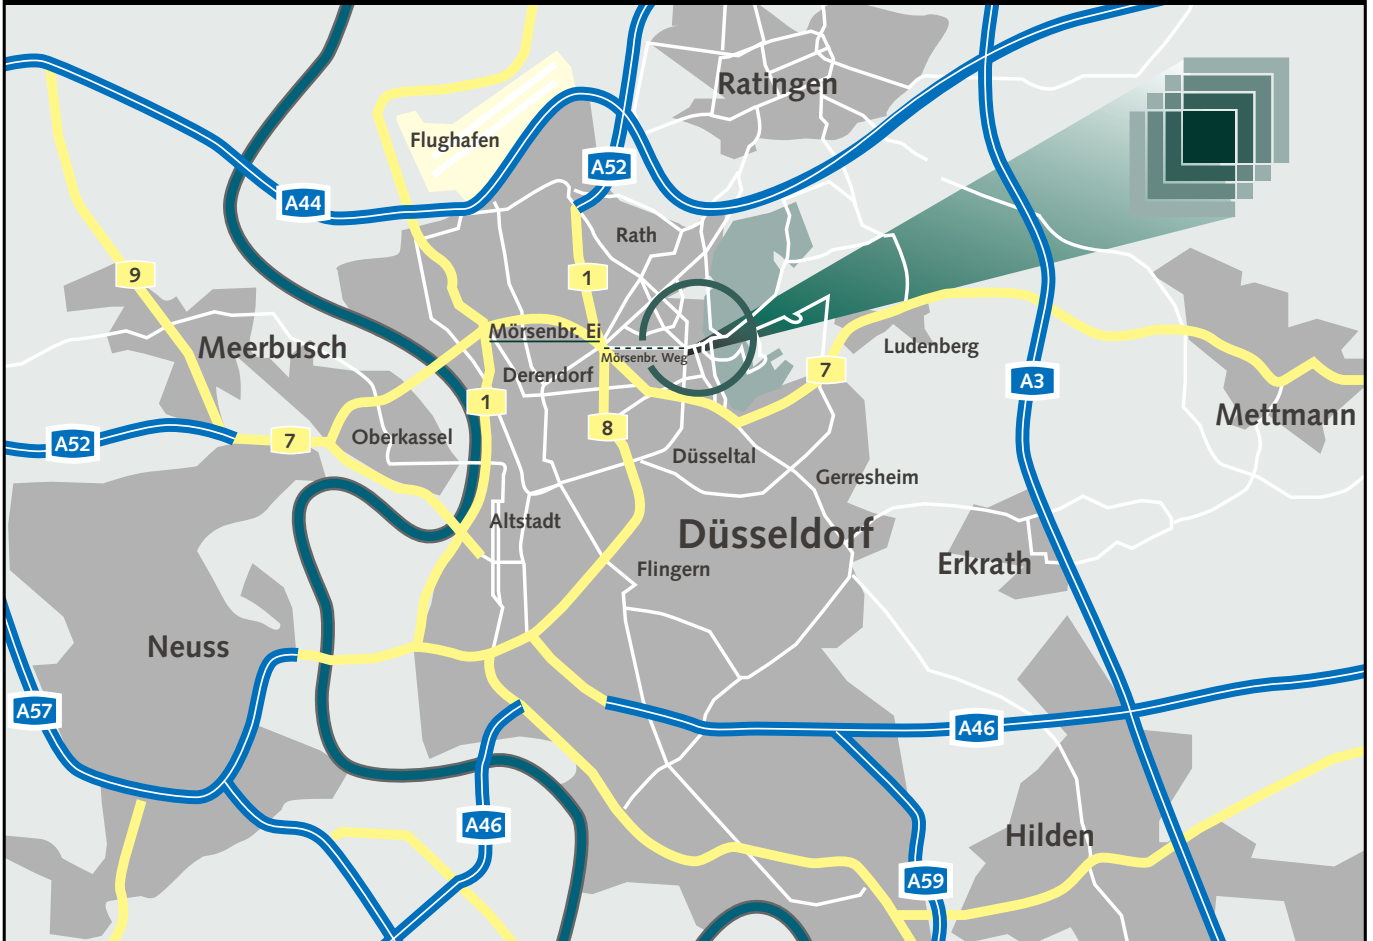 Ratingen
Flughafen
A52
A44
Rath
9
1
Mörsenbr. Ei
Mörsenbr. Weg
Meerbusch
Ludenberg
Derendorf
7
A3
1
Mettmann
8
A52
7
Oberkassel
Düsseltal
Gerresheim
Altstadt
Düsseldorf
Erkrath
Flingern
Neuss
A57
A46
A46
Hilden
A59